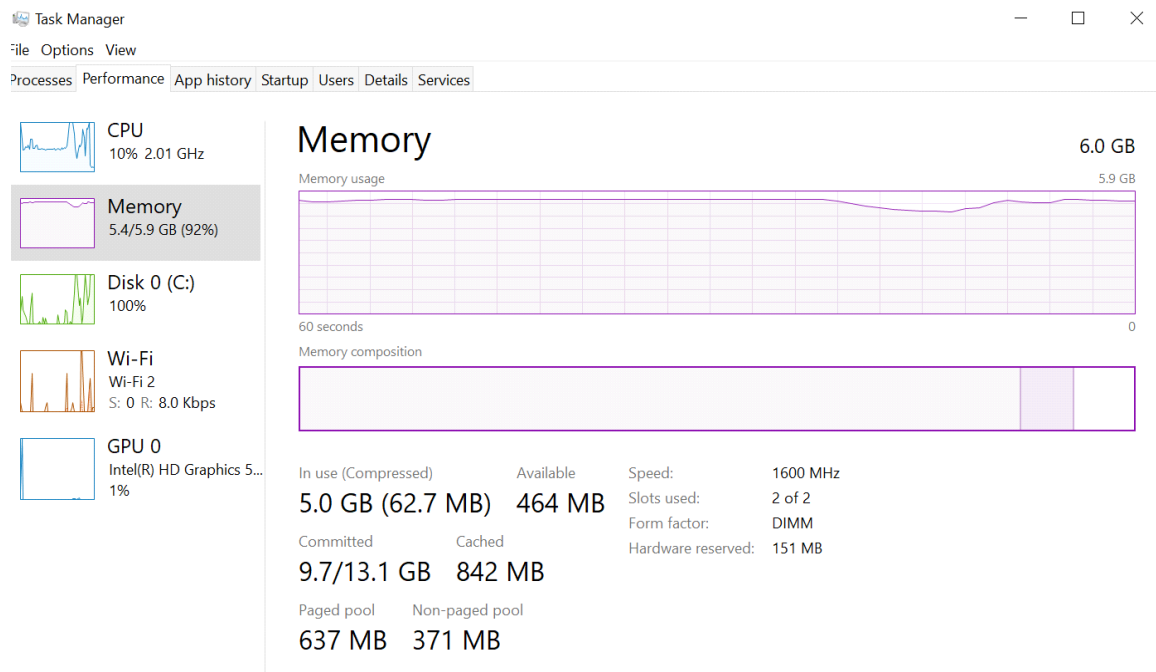 Task Manager
File Options View
Processes Performance App history Startup Users Details Services
CPU
10% 2.01 GHz
Memory
5.4/5.9 GB (92%)
Disk 0 (C:)
100%
Wi-Fi
Wi-Fi 2
S: 0 R: 8.0 Kbps
GPU 0
Intel(R) HD Graphics 5...
1%
Memory 6.0 GB
Memory usage 5.9 GB
60 seconds 0
Memory composition
In use (Compressed) Available
5.0 GB (62.7 MB) 464 MB
Committed Cached
9.7/13.1 GB 842 MB
Paged pool Non-paged pool
637 MB 371 MB
Speed: 1600 MHz
Slots used: 2 of 2
Form factor: DIMM
Hardware reserved: 151 MB